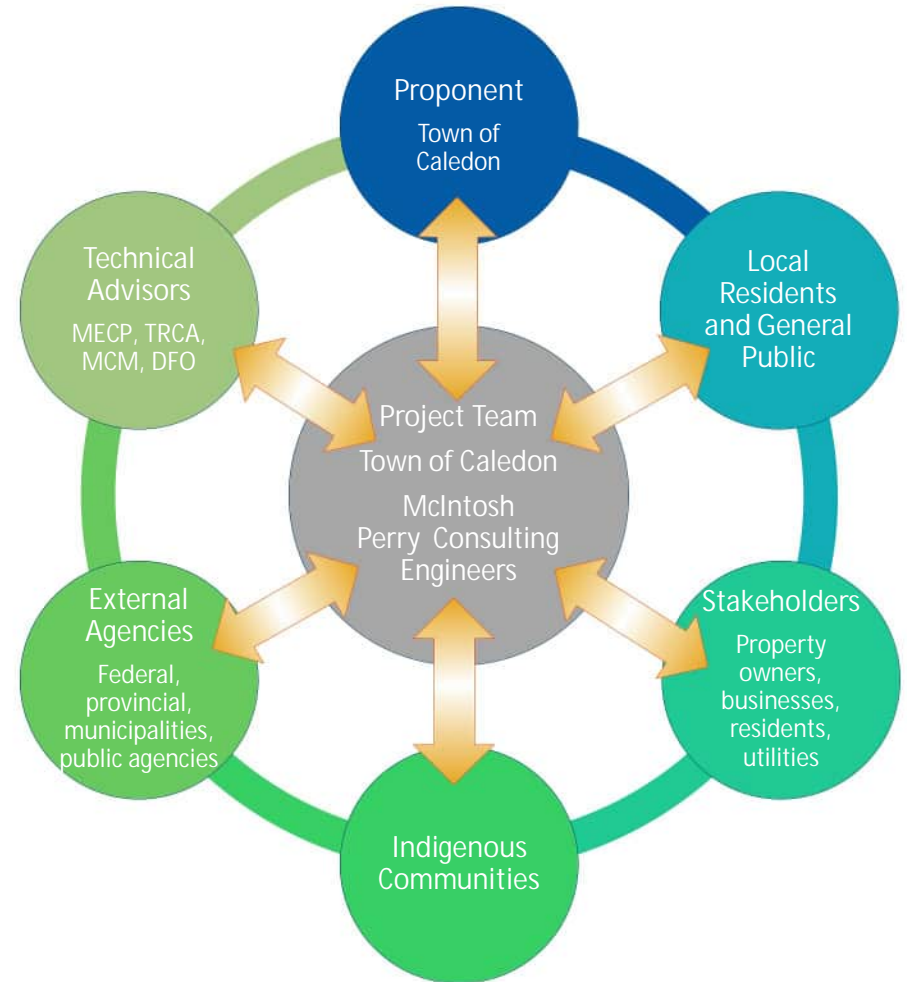 Proponent
Town of
Caledon
Technical
Advisors
MECP, TRCA,
MCM, DFO
Local
Residents
and General
Public
Project Team
Town of Caledon
McIntosh
Perry Consulting
Engineers
External
Agencies
Federal,
provincial,
municipalities,
public agencies
Stakeholders
Property
owners,
businesses,
residents,
utilities
Indigenous
Communities